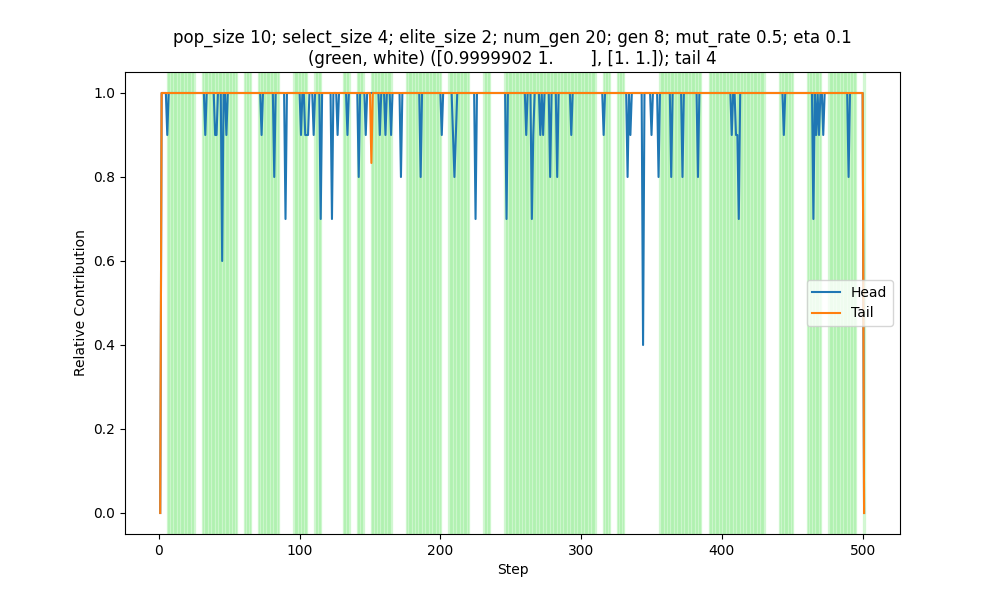 pop_size 10; select_size 4; elite_size 2; num_gen 20; gen 8; mut_rate 0.5; eta 0.1
(green, white) ([0.9999902 1.        ], [1. 1.]); tail 4
1.0
0.8
0.6
0.4
0.2
0.0
Relative Contribution
Head
Tail
0
100
200
300
400
500
Step